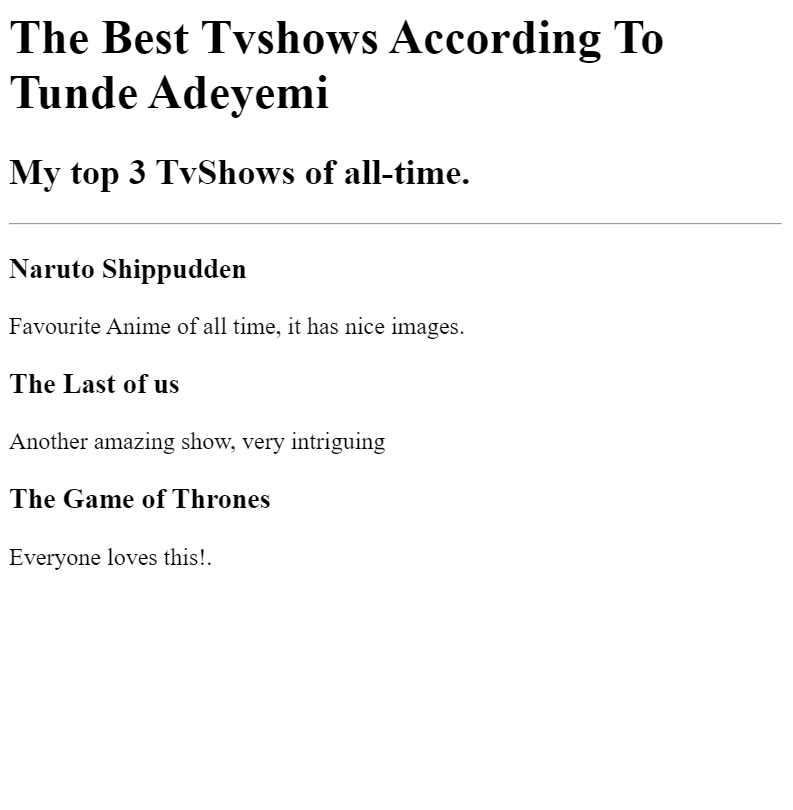 The Best Tvshows According To
Tunde Adeyemi
My top 3 TvShows of all-time.
Naruto Shippudden
Favourite Anime of all time, it has nice images.
The Last of us
Another amazing show, very intriguing
The Game of Thrones
Everyone loves this!.